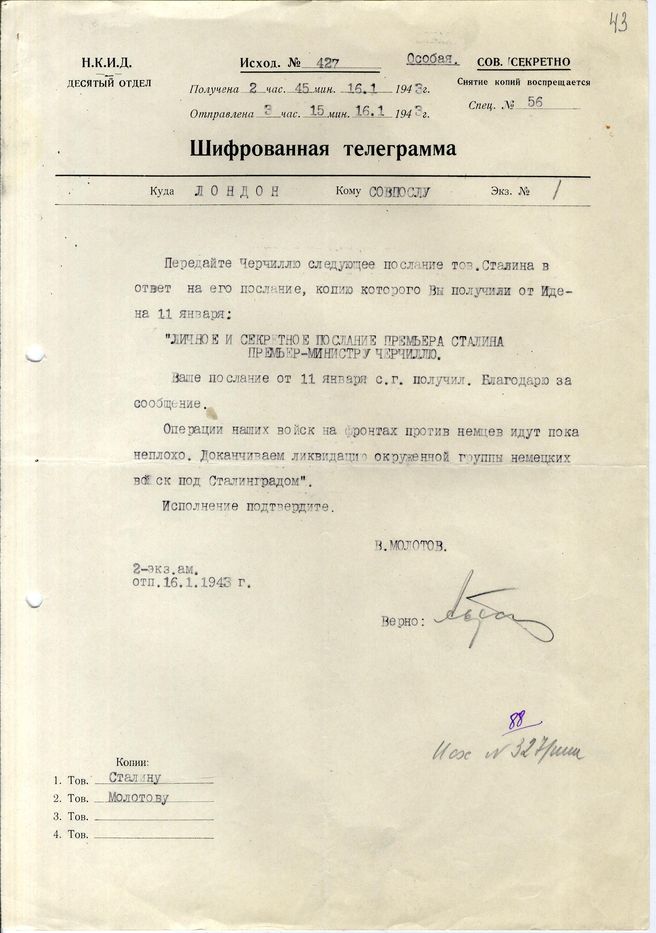 43
Н.К.И.Д.
ДЕСЯТЫЙ ОТДЕЛ
Исход. № 427
Особая.
СОВ. СЕКРЕТНО
Снятие копий воспрещается
Спец. № 56
Получена 2 час. 45 мин. 16.1 1943г.
Отправлена 3 час. 15 мин. 16.1 1943г.
Шифрованная телеграмма
Куда ЛОНДОН Кому СОВПОСЛУ Экз. № 1
Передайте Черчиллю следующее послание тов.Сталина в
ответ на его послание, копию которого Вы получили от Иде-
на 11 января:
"ЛИЧНОЕ И СЕКРЕТНОЕ ПОСЛАНИЕ ПРЕМЬЕРА СТАЛИНА
ПРЕМЬЕР-МИНИСТРУ ЧЕРЧИЛЛЮ.
Ваше послание от 11 января с.г. получил. Благодарю за
сообщение.
Операции наших войск на фронтах против немцев идут пока
неплохо. Доканчиваем ликвидацию окруженной группы немецких
войск под Сталинградом".
Исполнение подтвердите.
В.МОЛОТОВ.
2-экз.ам.
отп.16.1.1943 г.
Верно:
88
Исх № 327/
Копии:
1. Тов. Сталину
2. Тов. Молотову
3. Тов.
4. Тов.